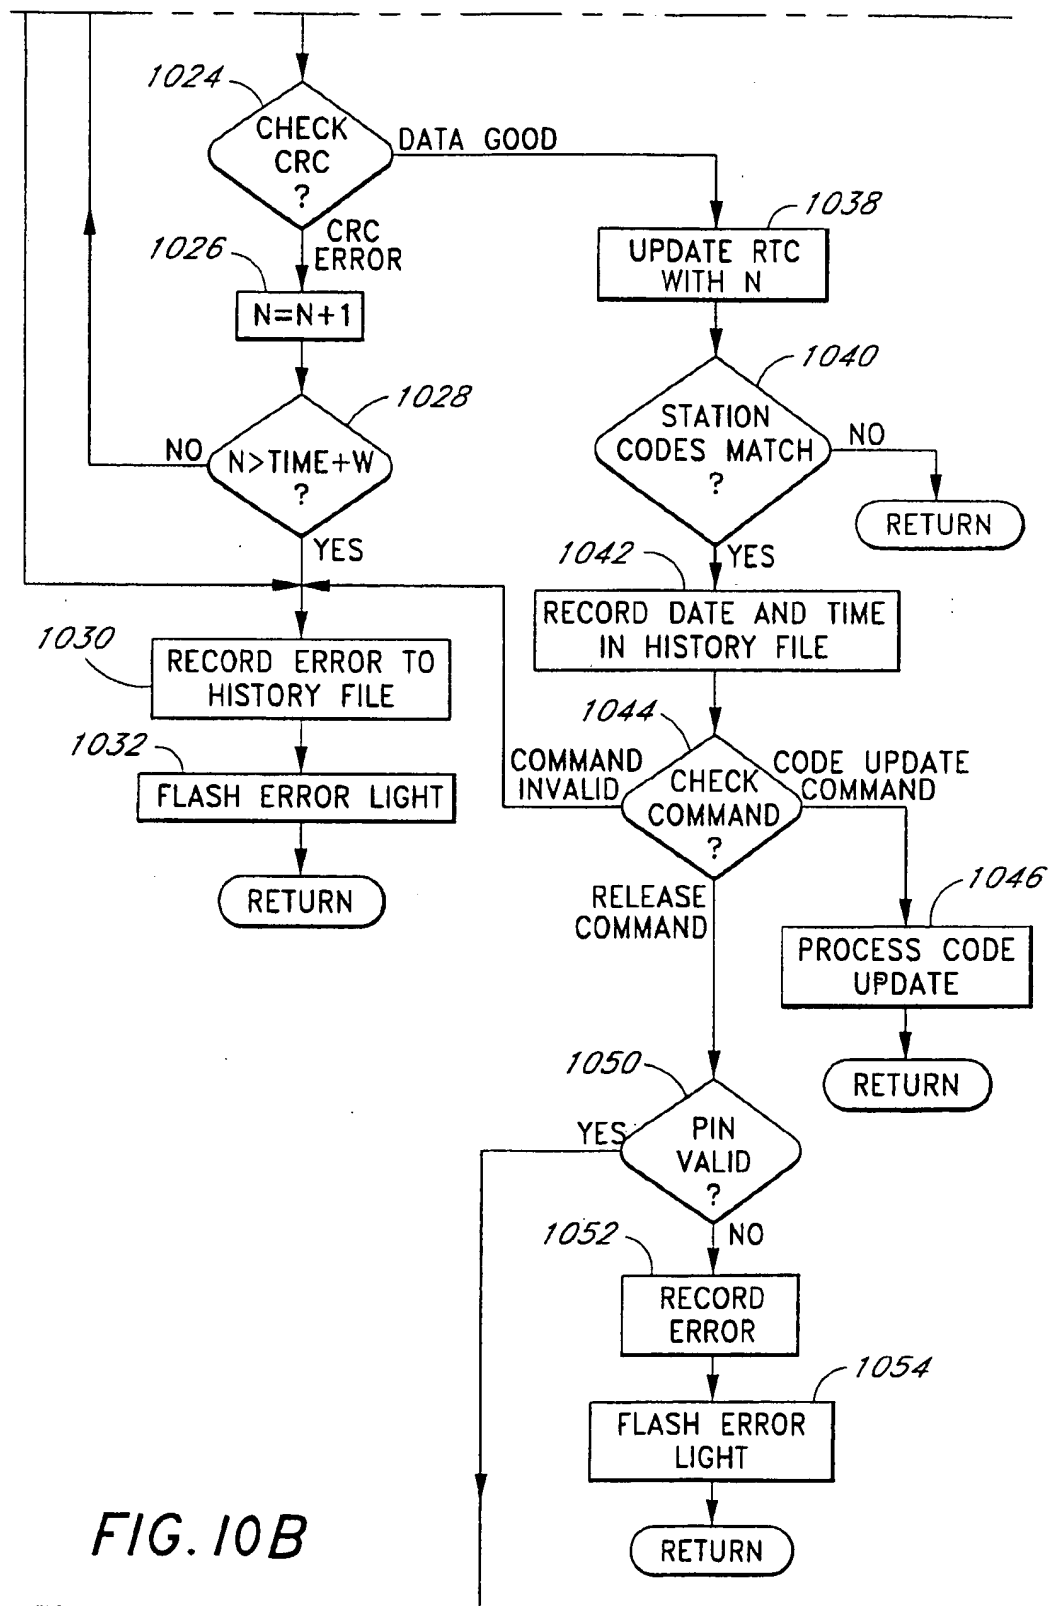 1024
CHECK
CRC
?
DATA GOOD
CRC
ERROR
1026
N=N+1
1028
N>TIME+W
?
NO
YES
1030
RECORD ERROR TO
HISTORY FILE
1032
FLASH ERROR LIGHT
RETURN
1038
UPDATE RTC
WITH N
1040
STATION
CODES MATCH
?
NO
RETURN
YES
1042
RECORD DATE AND TIME
IN HISTORY FILE
1044
CHECK
COMMAND
?
COMMAND
INVALID
CODE UPDATE
COMMAND
1046
PROCESS CODE
UPDATE
RETURN
RELEASE
COMMAND
1050
PIN
VALID
?
YES
NO
1052
RECORD
ERROR
1054
FLASH ERROR
LIGHT
RETURN
FIG. 10B